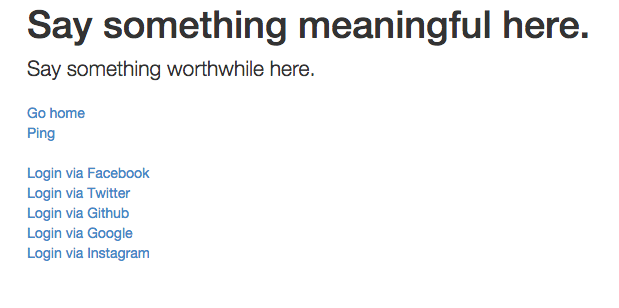 Say something meaningful here.
Say something worthwhile here.
Go home
Ping
Login via Facebook
Login via Twitter
Login via Github
Login via Google
Login via Instagram